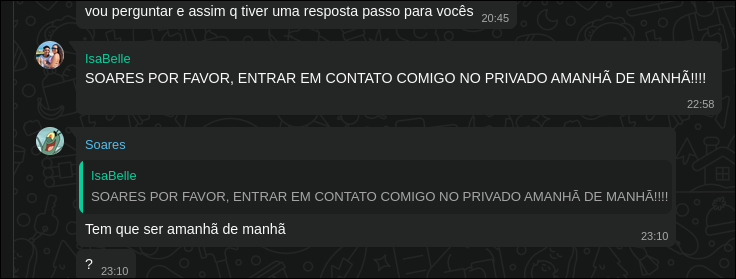 vou perguntar e assim q tiver uma resposta passo para vocês
20:45
IsaBelle
SOARES POR FAVOR, ENTRAR EM CONTATO COMIGO NO PRIVADO AMANHÃ DE MANHÃ!!!!
22:58
Soares
IsaBelle
SOARES POR FAVOR, ENTRAR EM CONTATO COMIGO NO PRIVADO AMANHÃ DE MANHÃ!!!!
Tem que ser amanhã de manhã
23:10
?
23:10